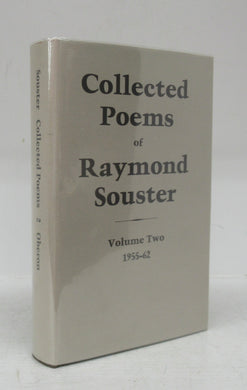 Souster Collected Poems 2 Oberon
Collected
Poems
of
Raymond
Souster
Volume Two
1955-62